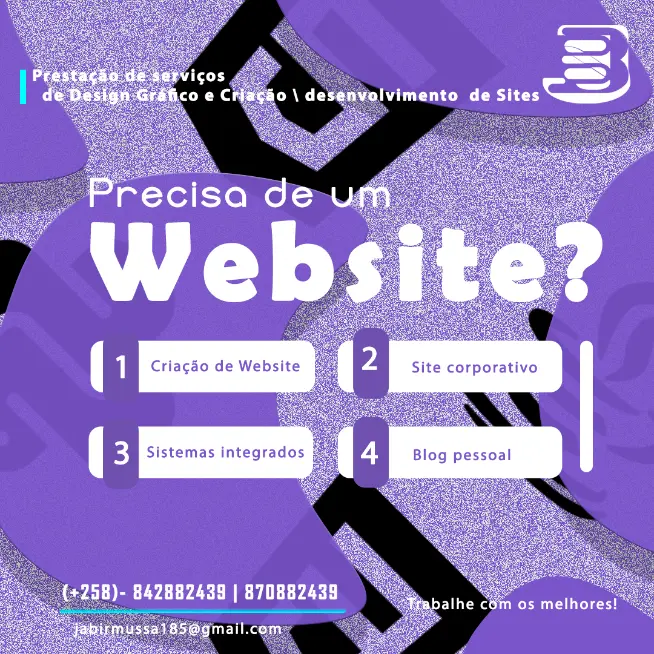 Prestação de serviços
de Design Gráfico e Criação \ desenvolvimento de Sites
Precisa de um
Website?
1 Criação de Website
2 Site corporativo
3 Sistemas integrados
4 Blog pessoal
(+258)- 842882439 | 870882439
Trabalhe com os melhores!
jabirmussa185@gmail.com